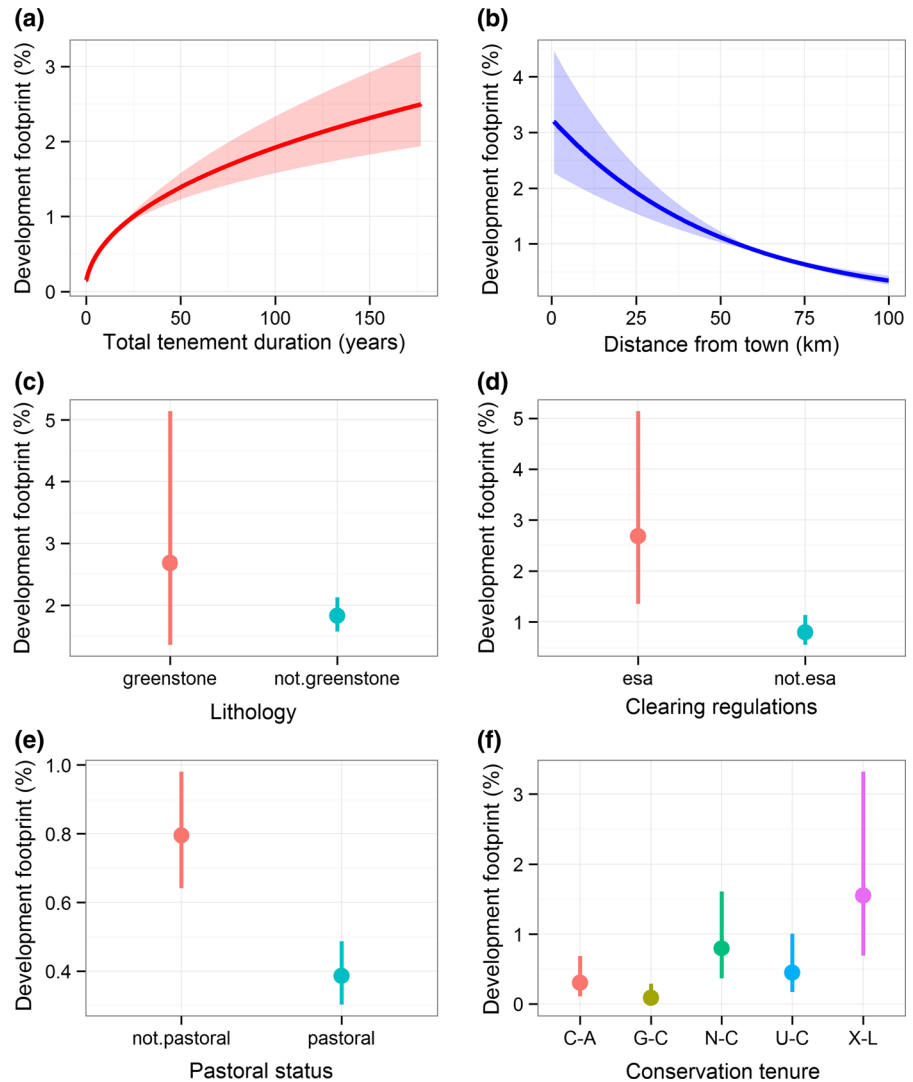 (a)
Development footprint (%)
3
2
1
0
0 50 100 150
Total tenement duration (years)
(b)
Development footprint (%)
4
3
2
1
0 25 50 75 100
Distance from town (km)
(c)
Development footprint (%)
5
4
3
2
greenstone not.greenstone
Lithology
(d)
Development footprint (%)
5
4
3
2
1
esa not.esa
Clearing regulations
(e)
Development footprint (%)
1.0
0.8
0.6
0.4
not.pastoral pastoral
Pastoral status
(f)
Development footprint (%)
3
2
1
0
C-A G-C N-C U-C X-L
Conservation tenure